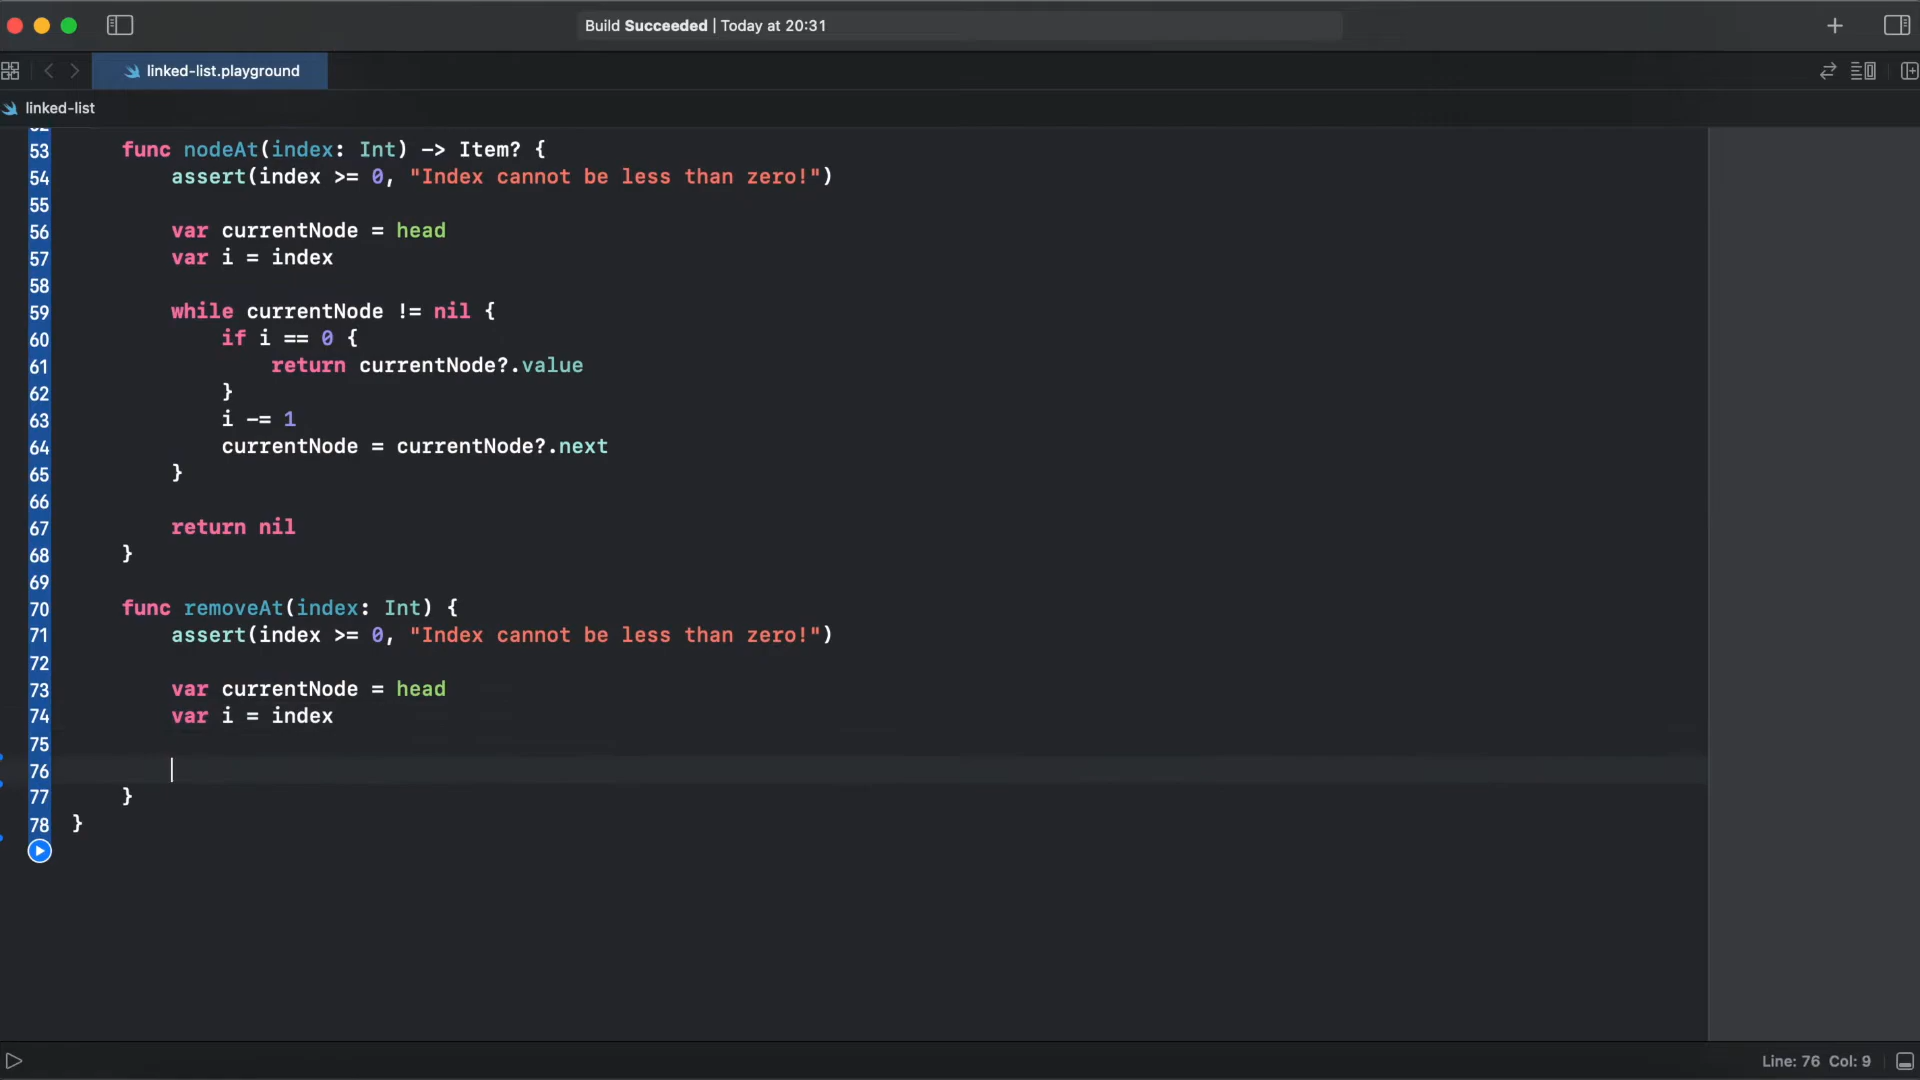 Build Succeeded | Today at 20:31
linked-list.playground
linked-list
53 func nodeAt(index: Int) -> Item? {
54 assert(index >= 0, "Index cannot be less than zero!")
55
56 var currentNode = head
57 var i = index
58
59 while currentNode != nil {
60 if i == 0 {
61 return currentNode?.value
62 }
63 i -= 1
64 currentNode = currentNode?.next
65 }
66
67 return nil
68 }
69
70 func removeAt(index: Int) {
71 assert(index >= 0, "Index cannot be less than zero!")
72
73 var currentNode = head
74 var i = index
75
76
77 }
78 }
Line: 76 Col: 9